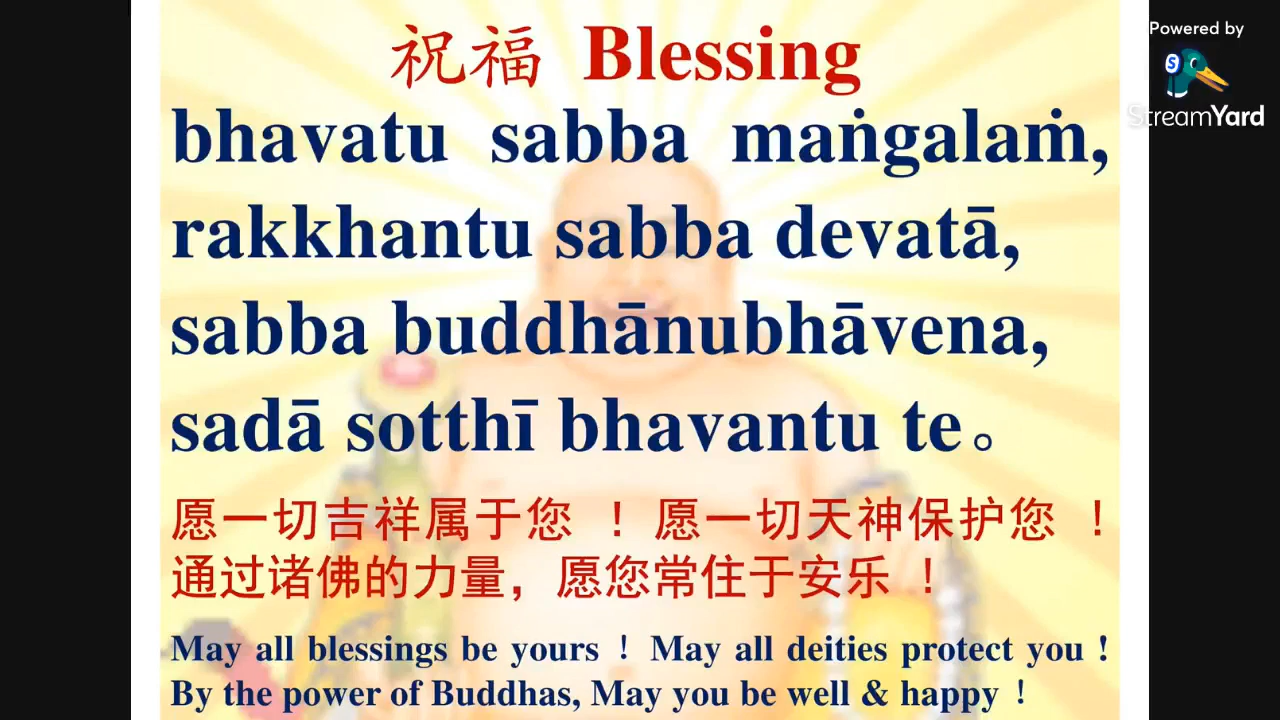 祝福 Blessing
Powered by
StreamYard
bhavatu sabba maṅgalaṁ,
rakkhantu sabba devatā,
sabba buddhānubhāvena,
sadā sotthī bhavantu te。
愿一切吉祥属于您 ！愿一切天神保护您 ！
通过诸佛的力量，愿您常住于安乐 ！
May all blessings be yours ！May all deities protect you !
By the power of Buddhas, May you be well & happy ！